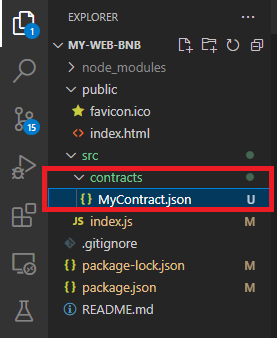 EXPLORER
MY-WEB-BNB
node_modules
public
favicon.ico
index.html
src
contracts
{} MyContract.json U
index.js M
.gitignore
package-lock.json M
package.json M
README.md
1
15